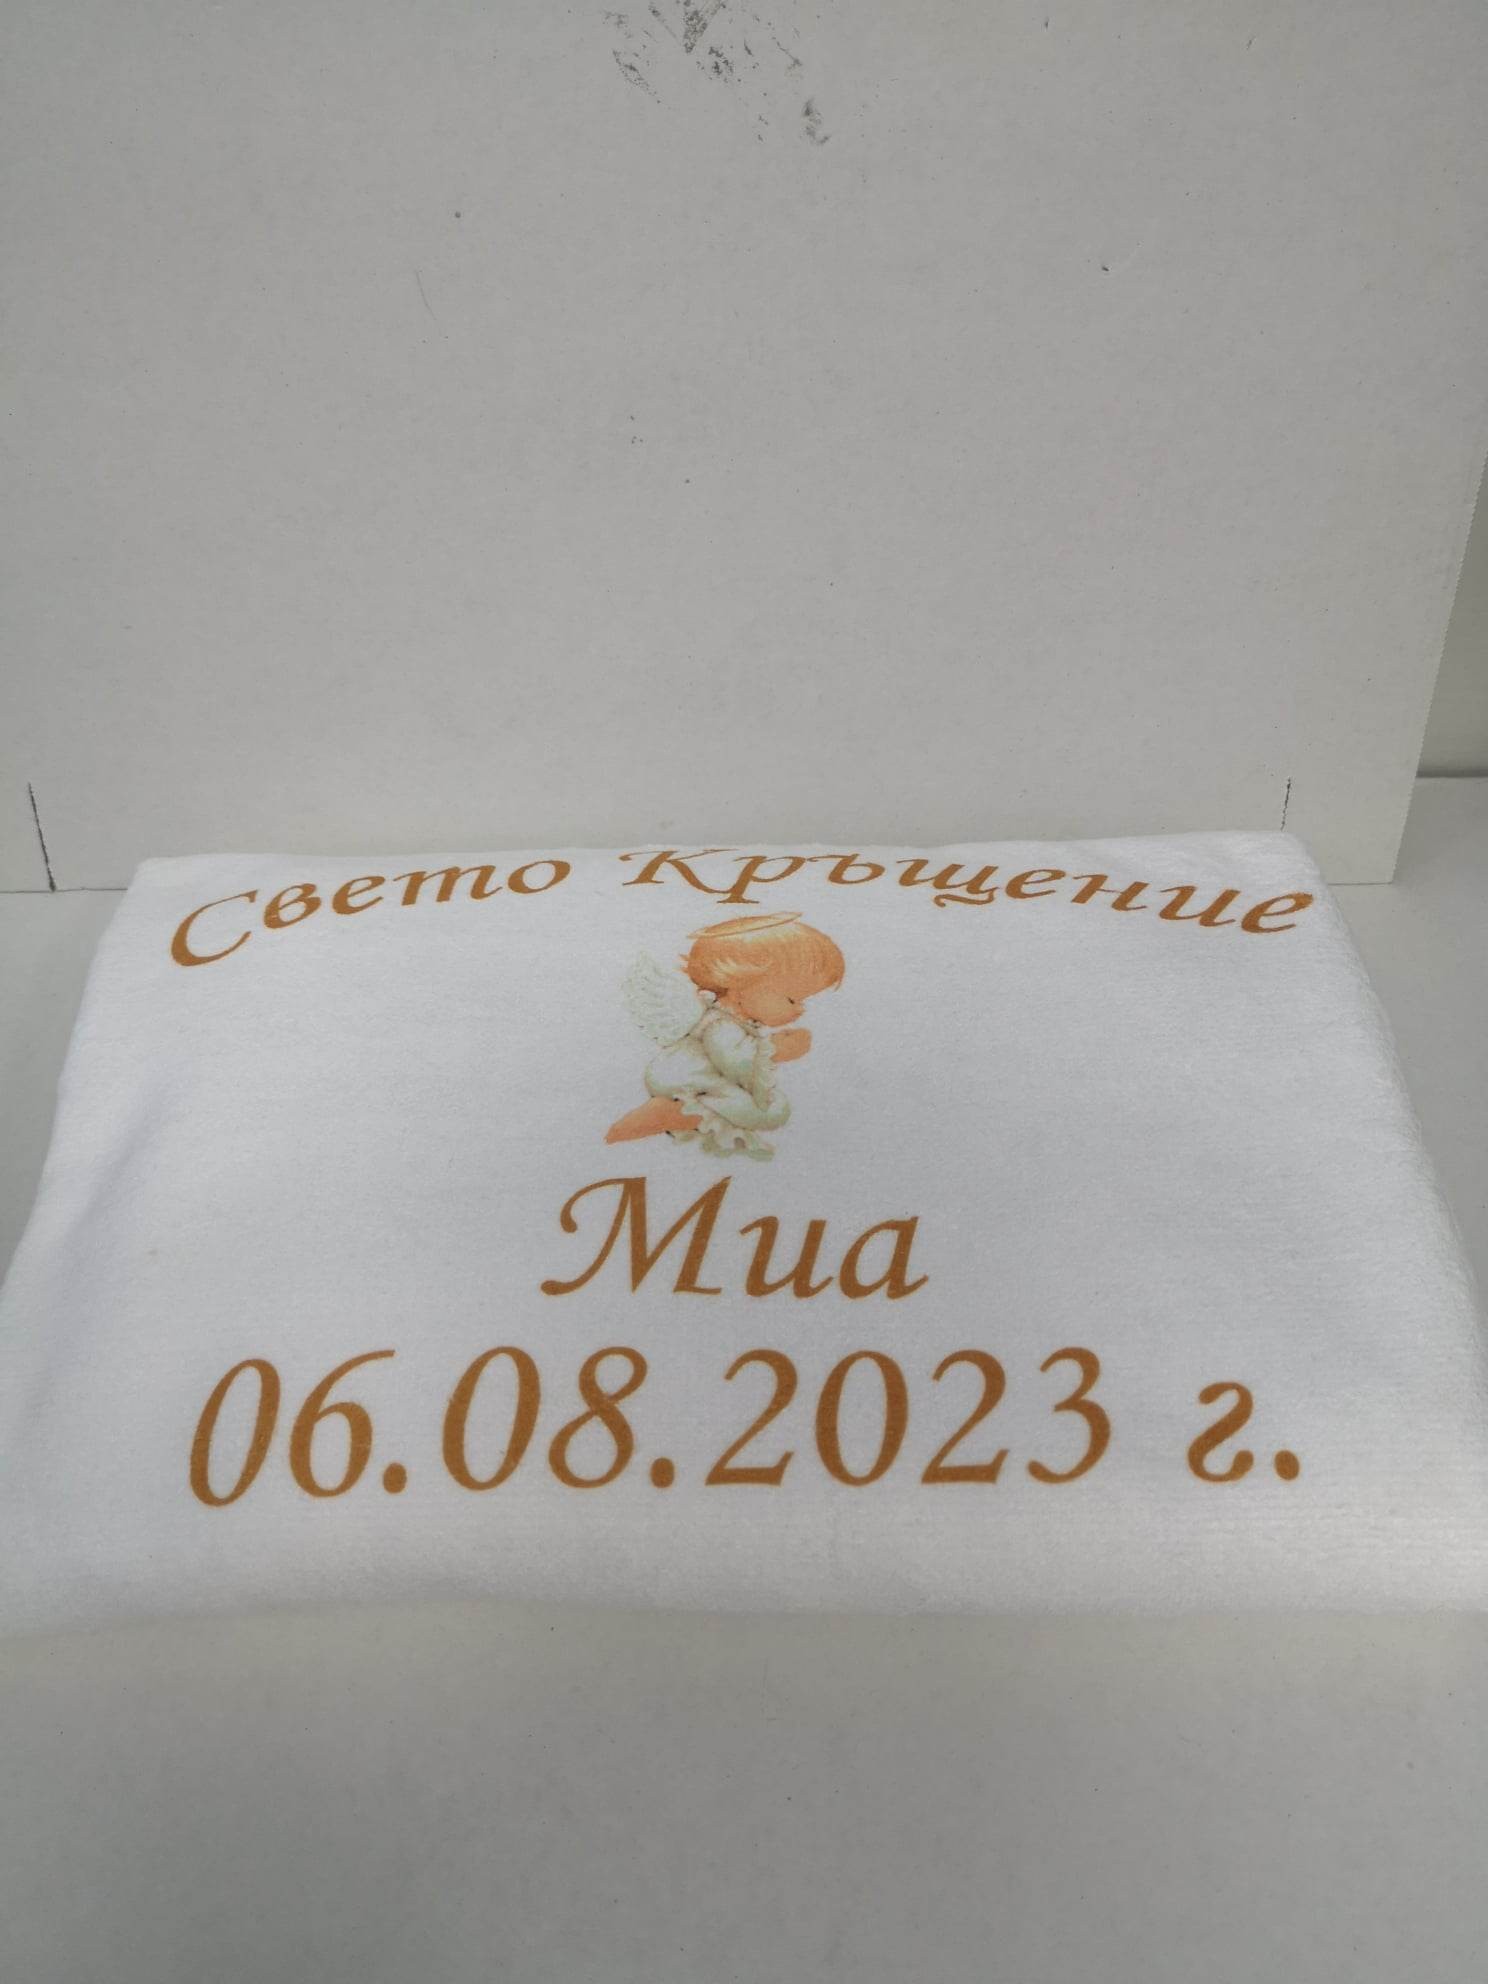 Свето Кръщение
Миа
06.08.2023 г.